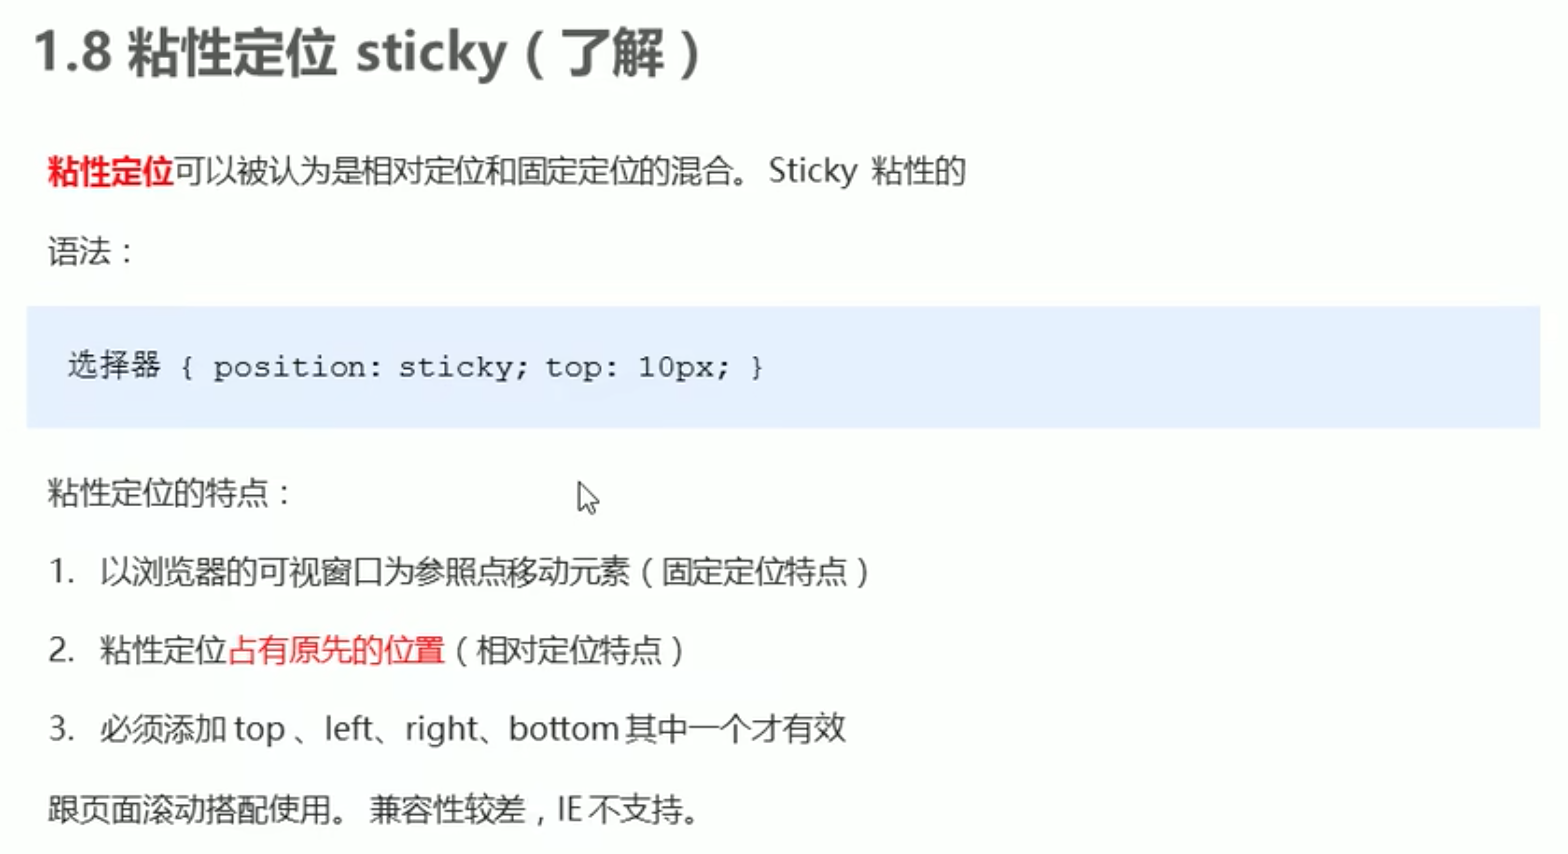 1.8 粘性定位 sticky（了解）
粘性定位可以被认为是相对定位和固定定位的混合。 Sticky 粘性的
语法：
选择器 { position: sticky; top: 10px; }
粘性定位的特点：
1. 以浏览器的可视窗口为参照点移动元素（固定定位特点）
2. 粘性定位占有原先的位置（相对定位特点）
3. 必须添加 top 、left、right、bottom 其中一个才有效
跟页面滚动搭配使用。 兼容性较差，IE 不支持。